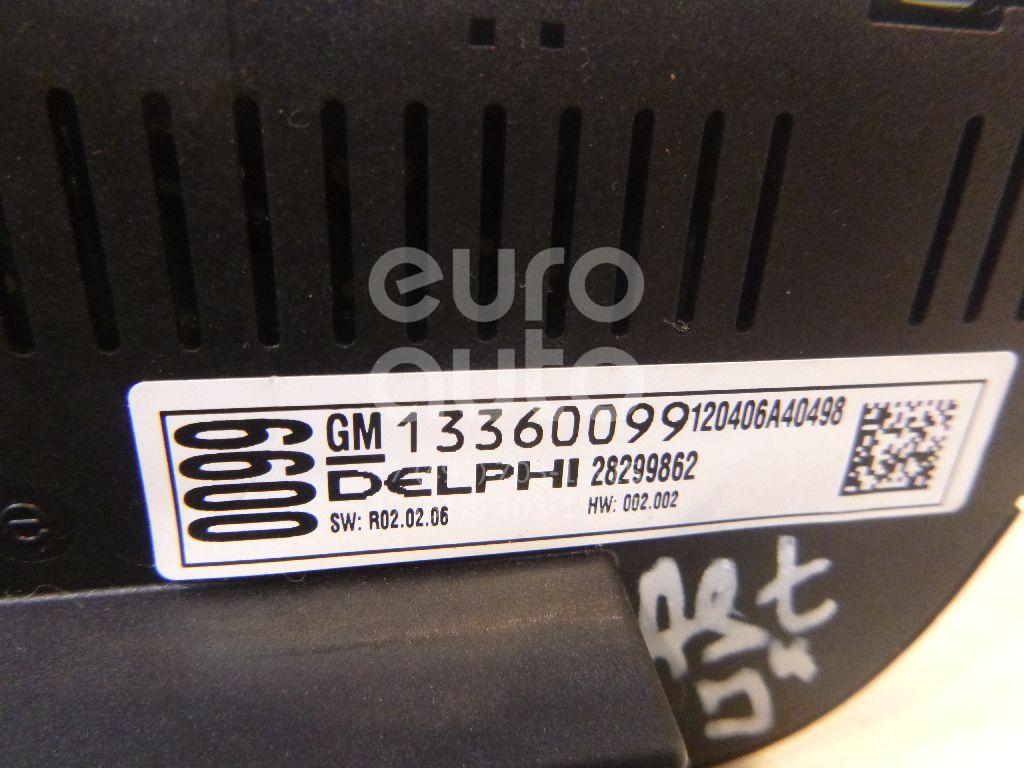 euro
auto
0099
GM 13360099 120406A40498
DELPHI 28299862
SW: R02.02.06 HW: 002.002